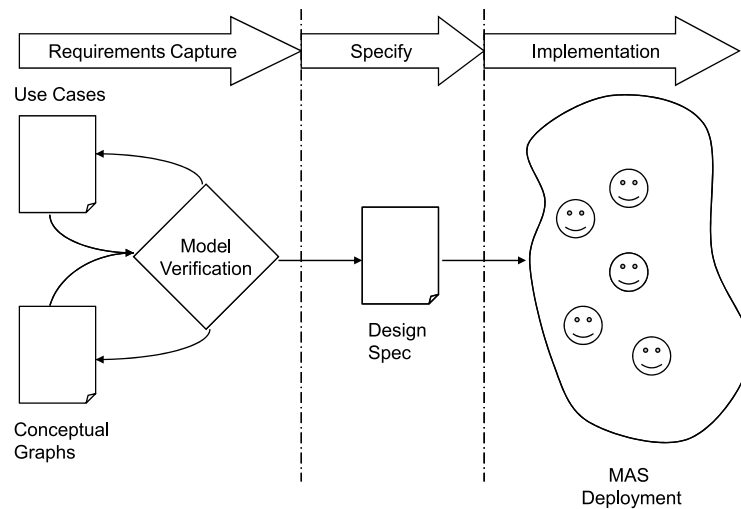 Requirements Capture
Specify
Implementation
Use Cases
Model
Verification
Design
Spec
Conceptual
Graphs
MAS
Deployment